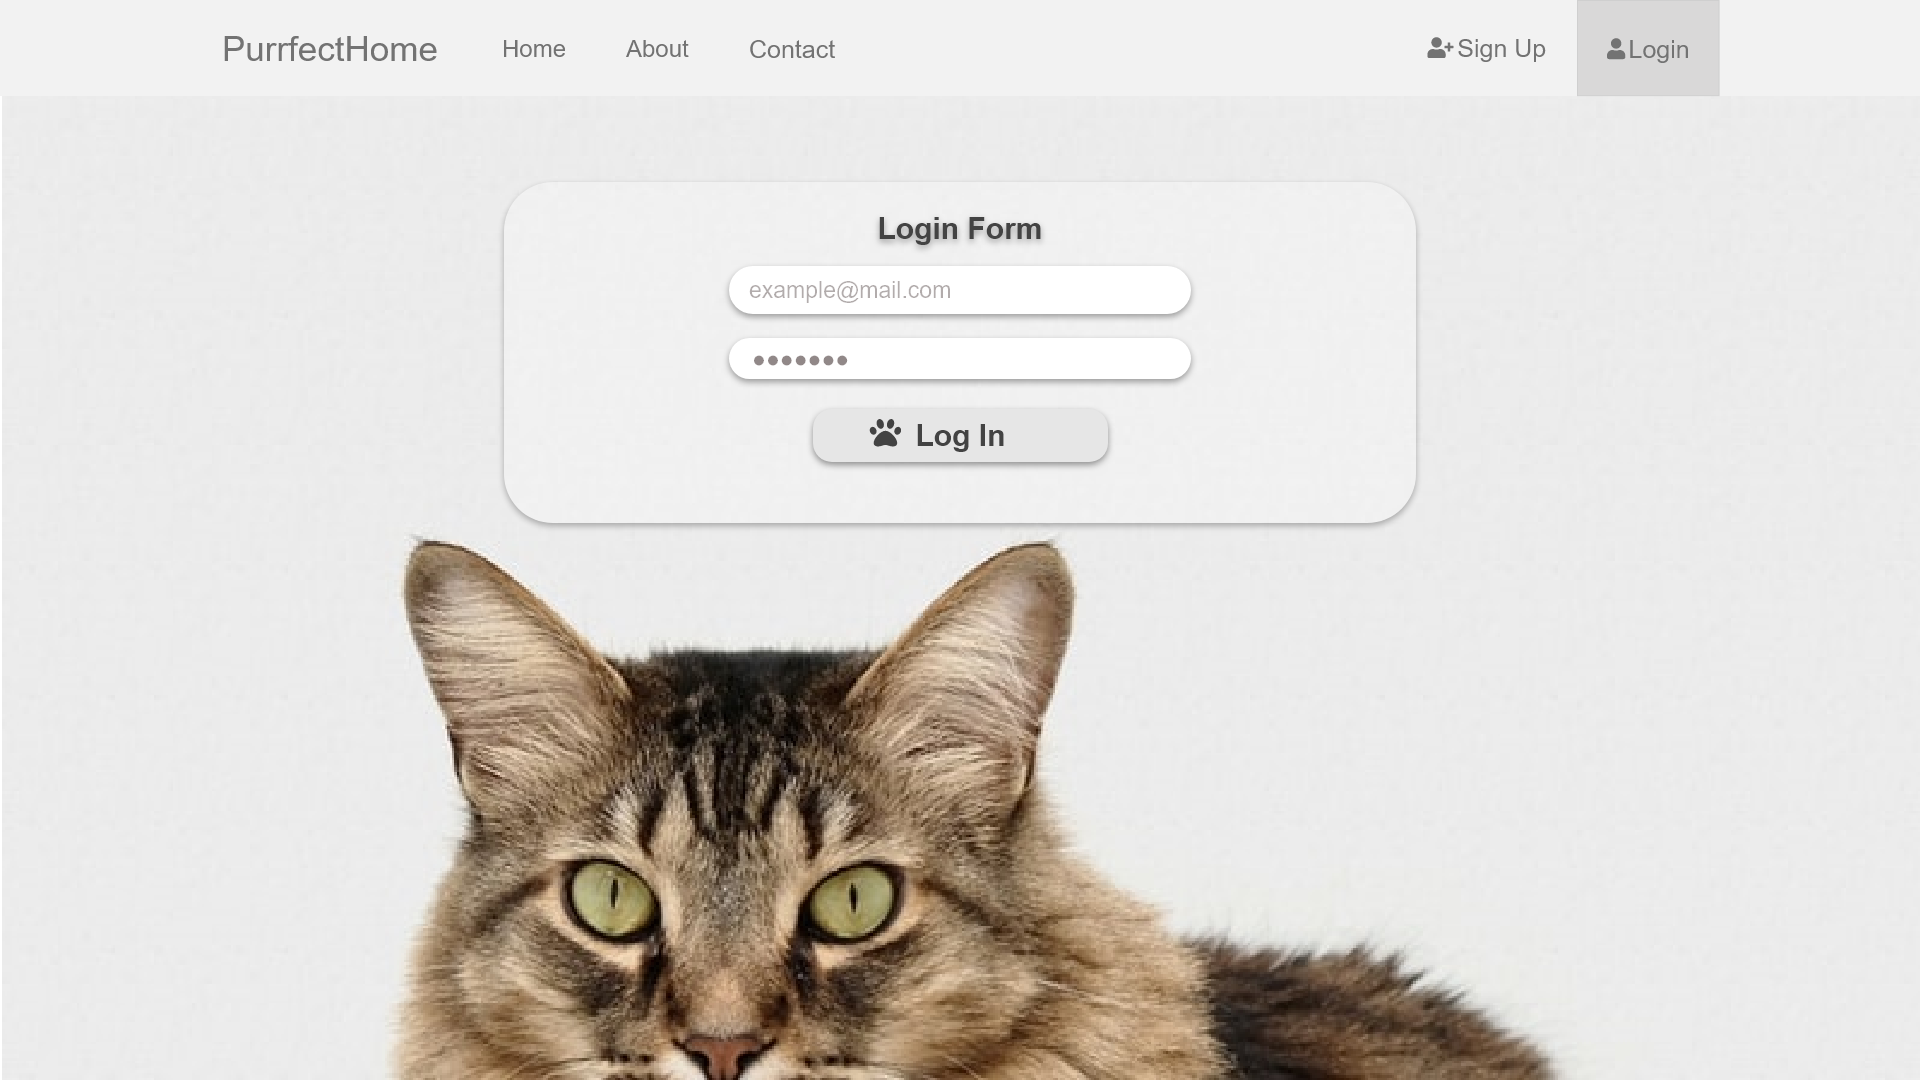 PurrfectHome Home About Contact Sign Up Login
Login Form
example@mail.com
•••••••
Log In